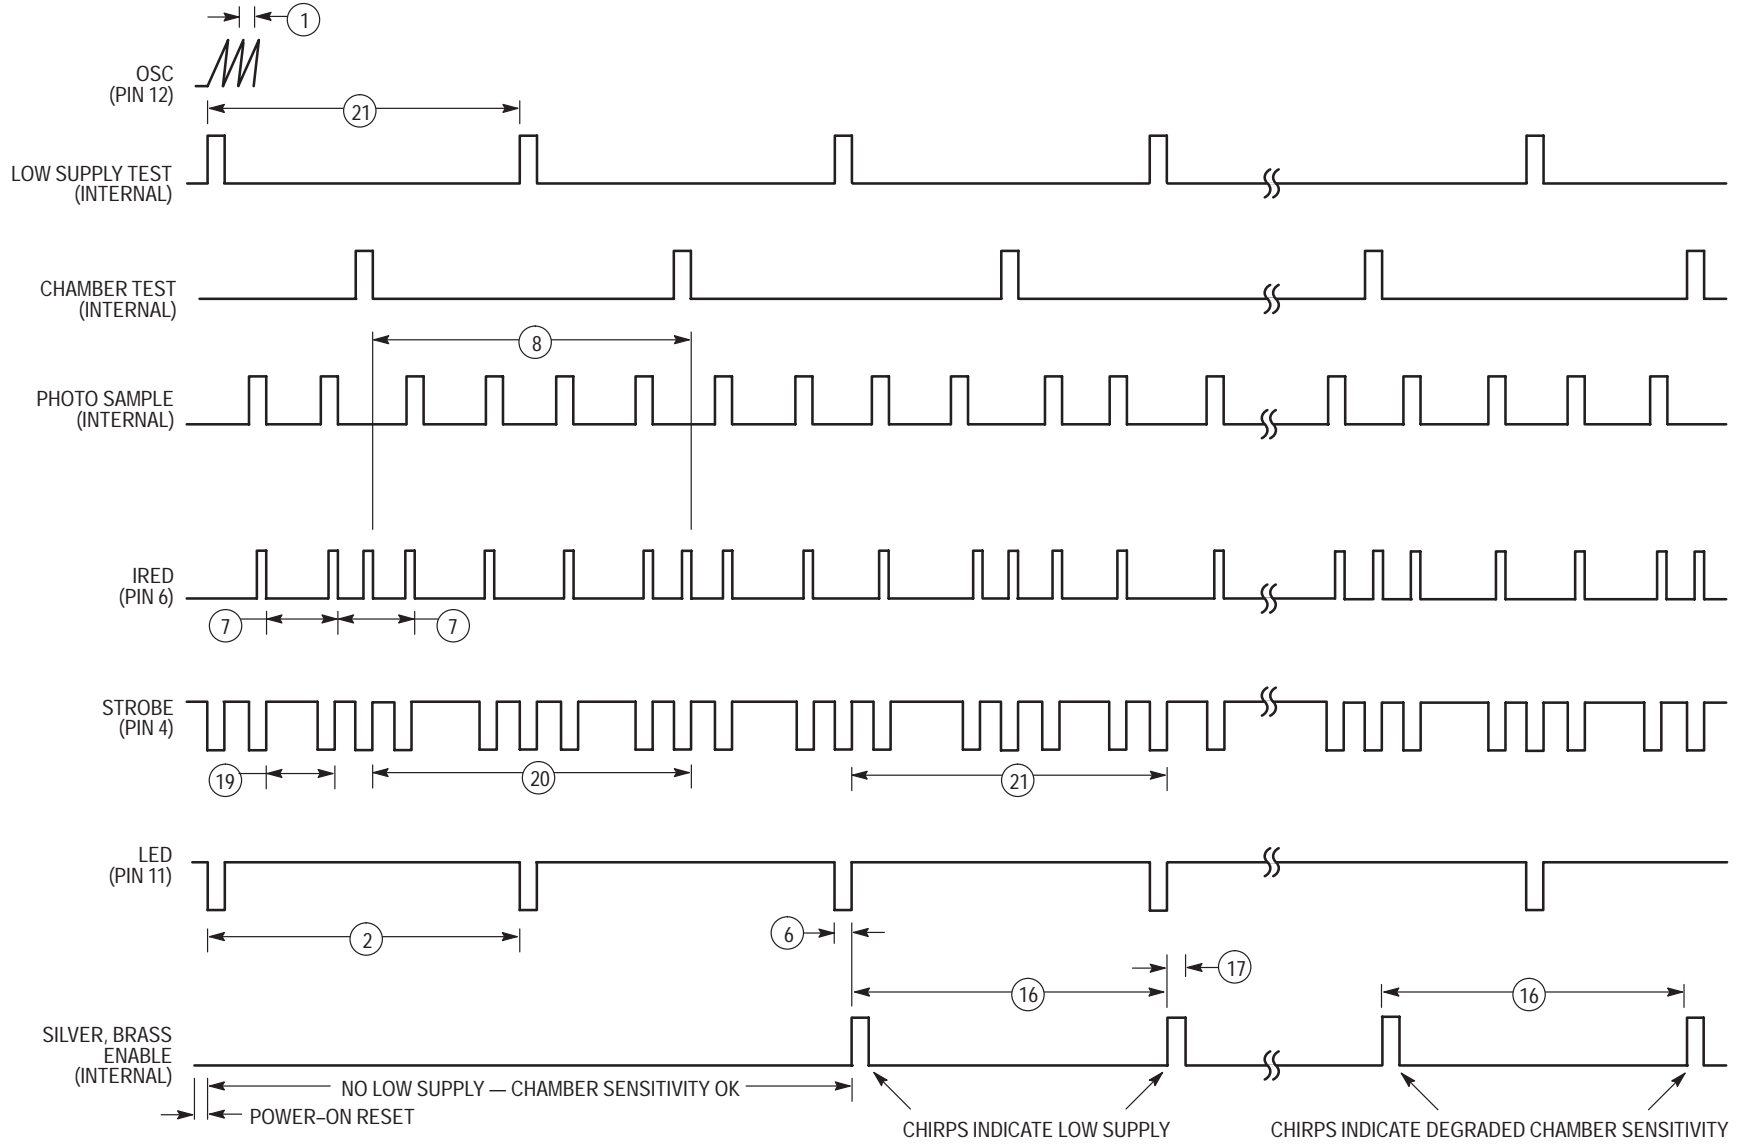 1
OSC
(PIN 12)
21
LOW SUPPLY TEST
(INTERNAL)
CHAMBER TEST
(INTERNAL)
8
PHOTO SAMPLE
(INTERNAL)
IRED
(PIN 6)
7
7
STROBE
(PIN 4)
19
20
21
LED
(PIN 11)
2
6
17
16
16
SILVER, BRASS
ENABLE
(INTERNAL)
NO LOW SUPPLY — CHAMBER SENSITIVITY OK
POWER–ON RESET
CHIRPS INDICATE LOW SUPPLY
CHIRPS INDICATE DEGRADED CHAMBER SENSITIVITY